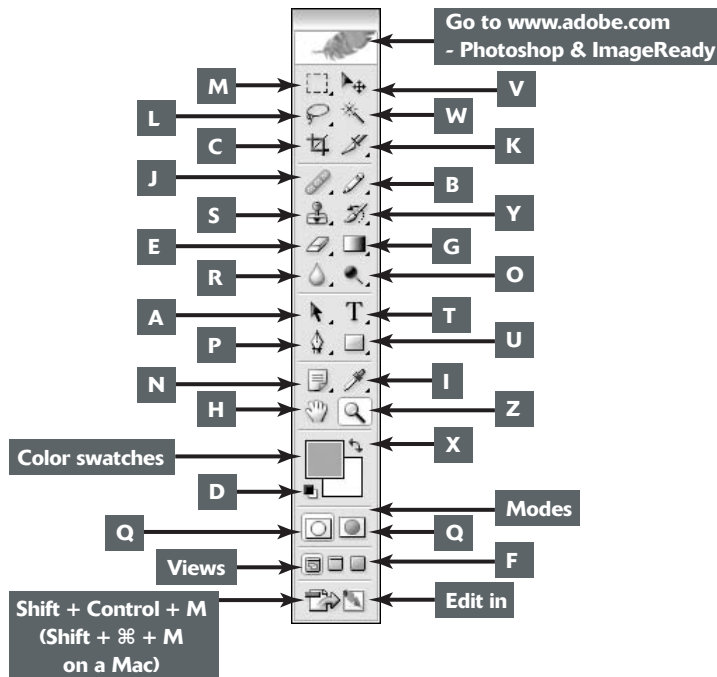 Go to www.adobe.com
- Photoshop & ImageReady
M
V
L
W
C
K
J
B
S
Y
E
G
R
O
A
T
T
P
U
N
I
H
Z
X
Color swatches
D
Modes
Q
Q
Views
F
Shift + Control + M
(Shift + ⌘ + M
on a Mac)
Edit in